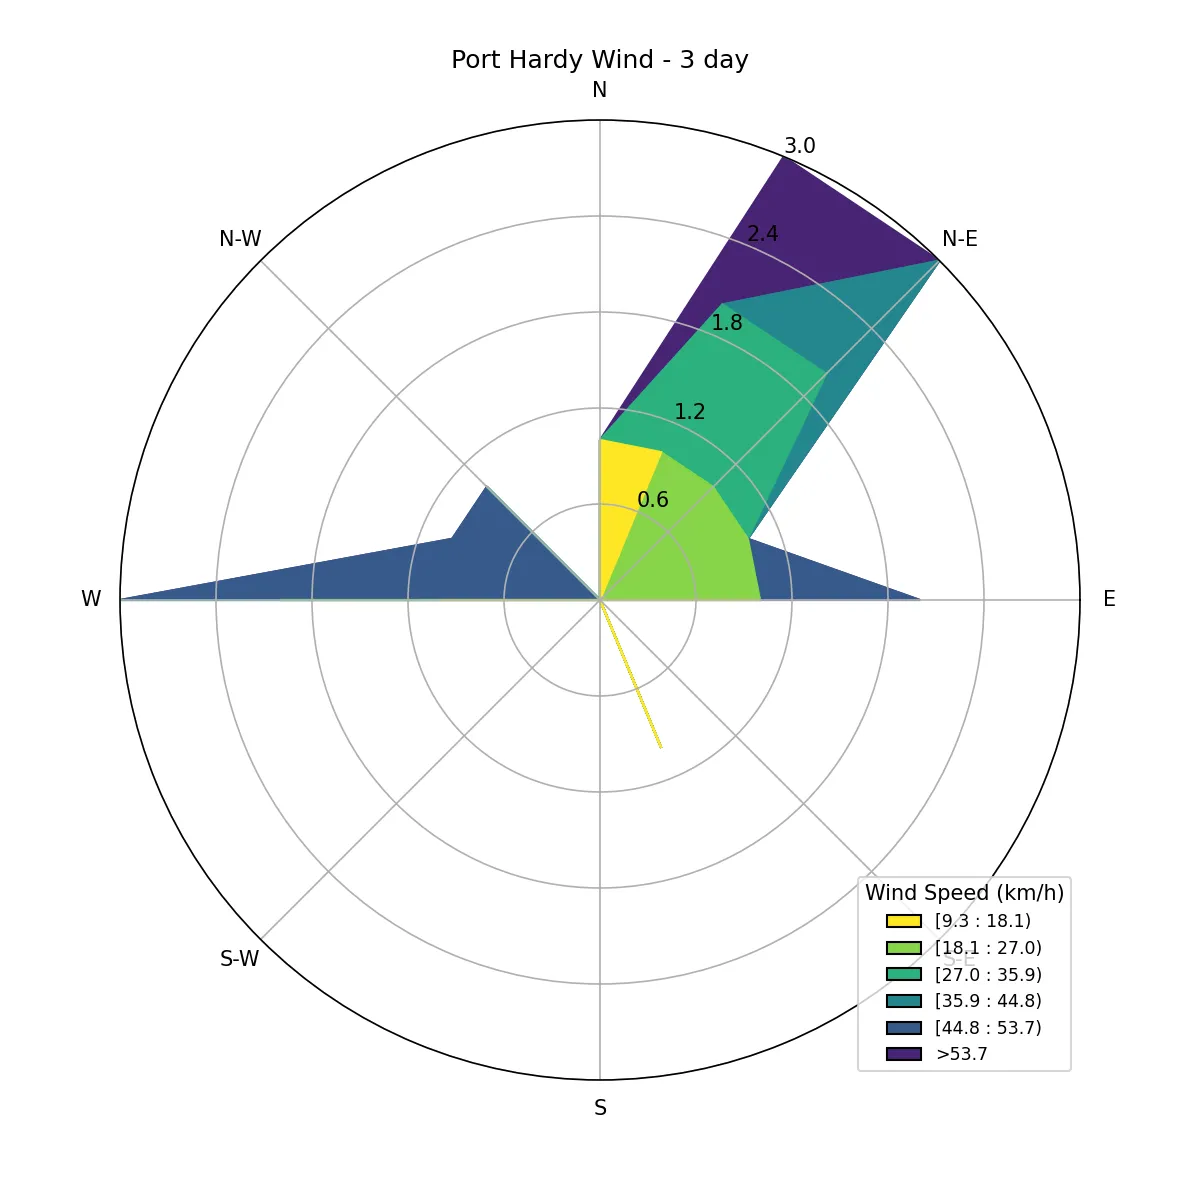 Port Hardy Wind - 3 day
N
3.0
2.4
N-W
N-E
1.8
1.2
0.6
W
E
S-W
S-E
S
Wind Speed (km/h)
[9.3 : 18.1)
[18.1 : 27.0)
[27.0 : 35.9)
[35.9 : 44.8)
[44.8 : 53.7)
>53.7